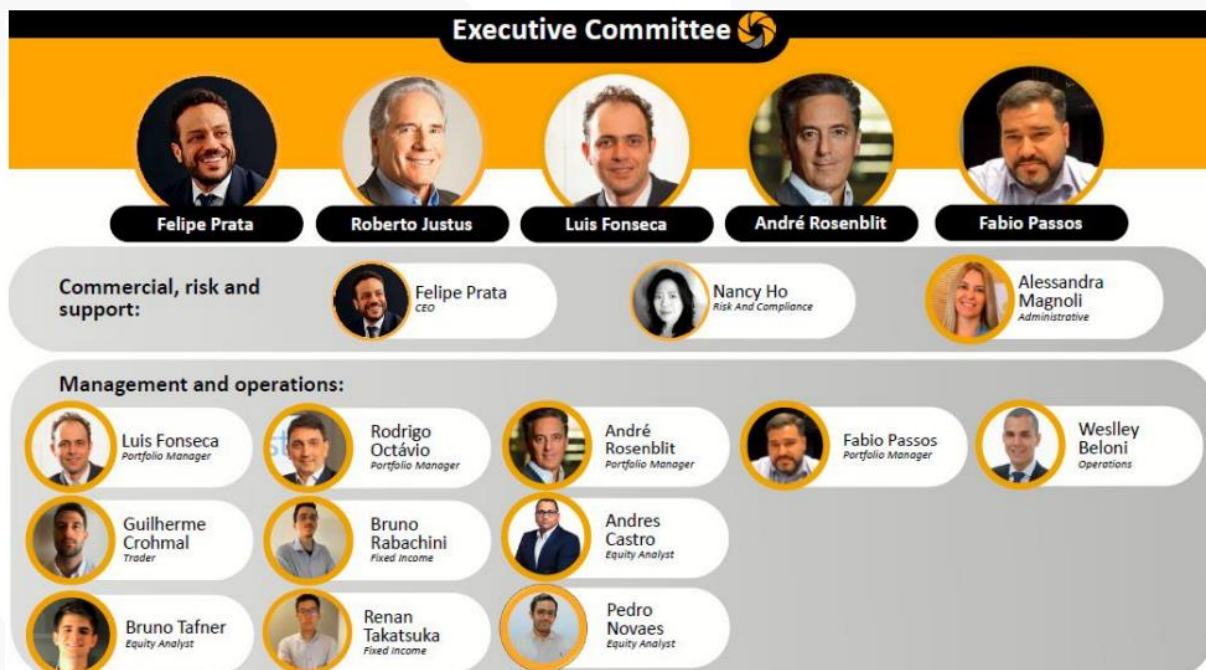 Executive Committee
Felipe Prata
Roberto Justus
Luis Fonseca
André Rosenblit
Fabio Passos
Commercial, risk and
support:
Felipe Prata
CEO
Nancy Ho
Risk And Compliance
Alessandra
Magnoli
Administrative
Management and operations:
Luis Fonseca
Portfolio Manager
Rodrigo
Octávio
Portfolio Manager
André
Rosenblit
Portfolio Manager
Fabio Passos
Portfolio Manager
Weslley
Beloni
Operations
Guilherme
Crohmal
Trader
Bruno
Rabachini
Fixed Income
Andres
Castro
Equity Analyst
Bruno Tafner
Equity Analyst
Renan
Takatsuka
Fixed Income
Pedro
Novaes
Equity Analyst